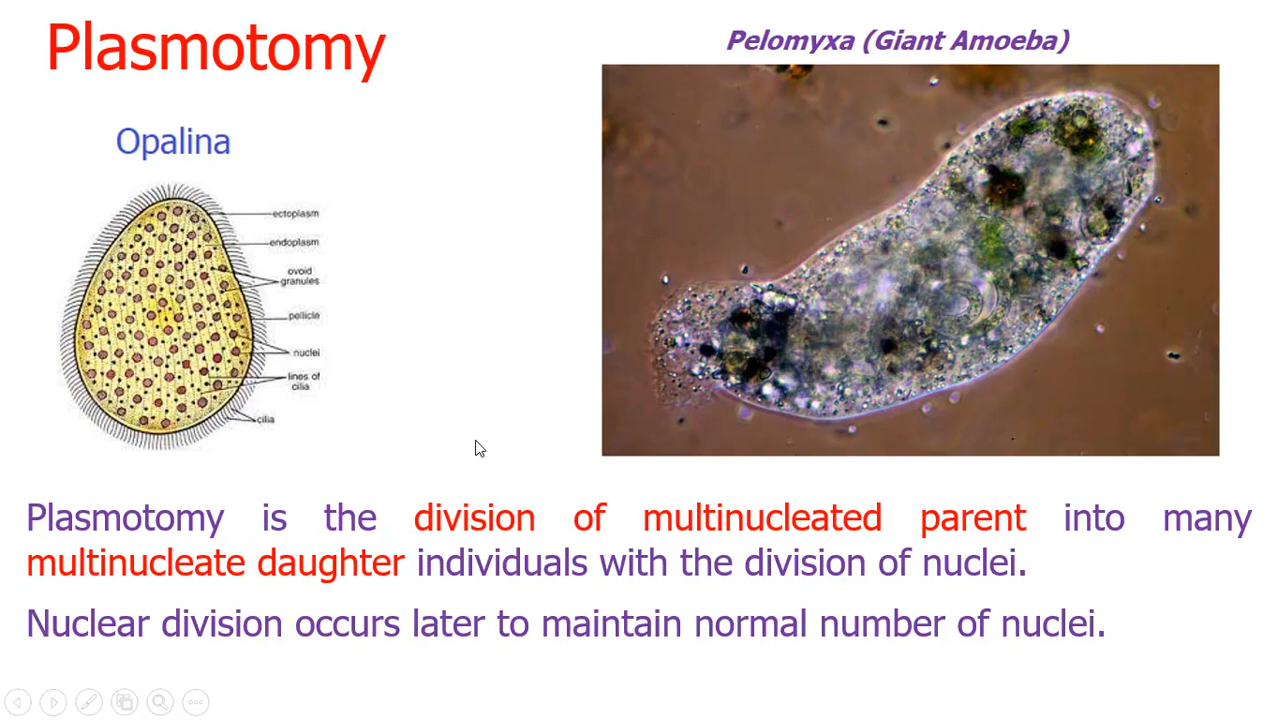 Plasmotomy
Pelomyxa (Giant Amoeba)
Opalina
ectoplasm
endoplasm
ovoid
granules
pellicle
nuclei
lines of
cilia
cilia
Plasmotomy is the division of multinucleated parent into many
multinucleate daughter individuals with the division of nuclei.
Nuclear division occurs later to maintain normal number of nuclei.